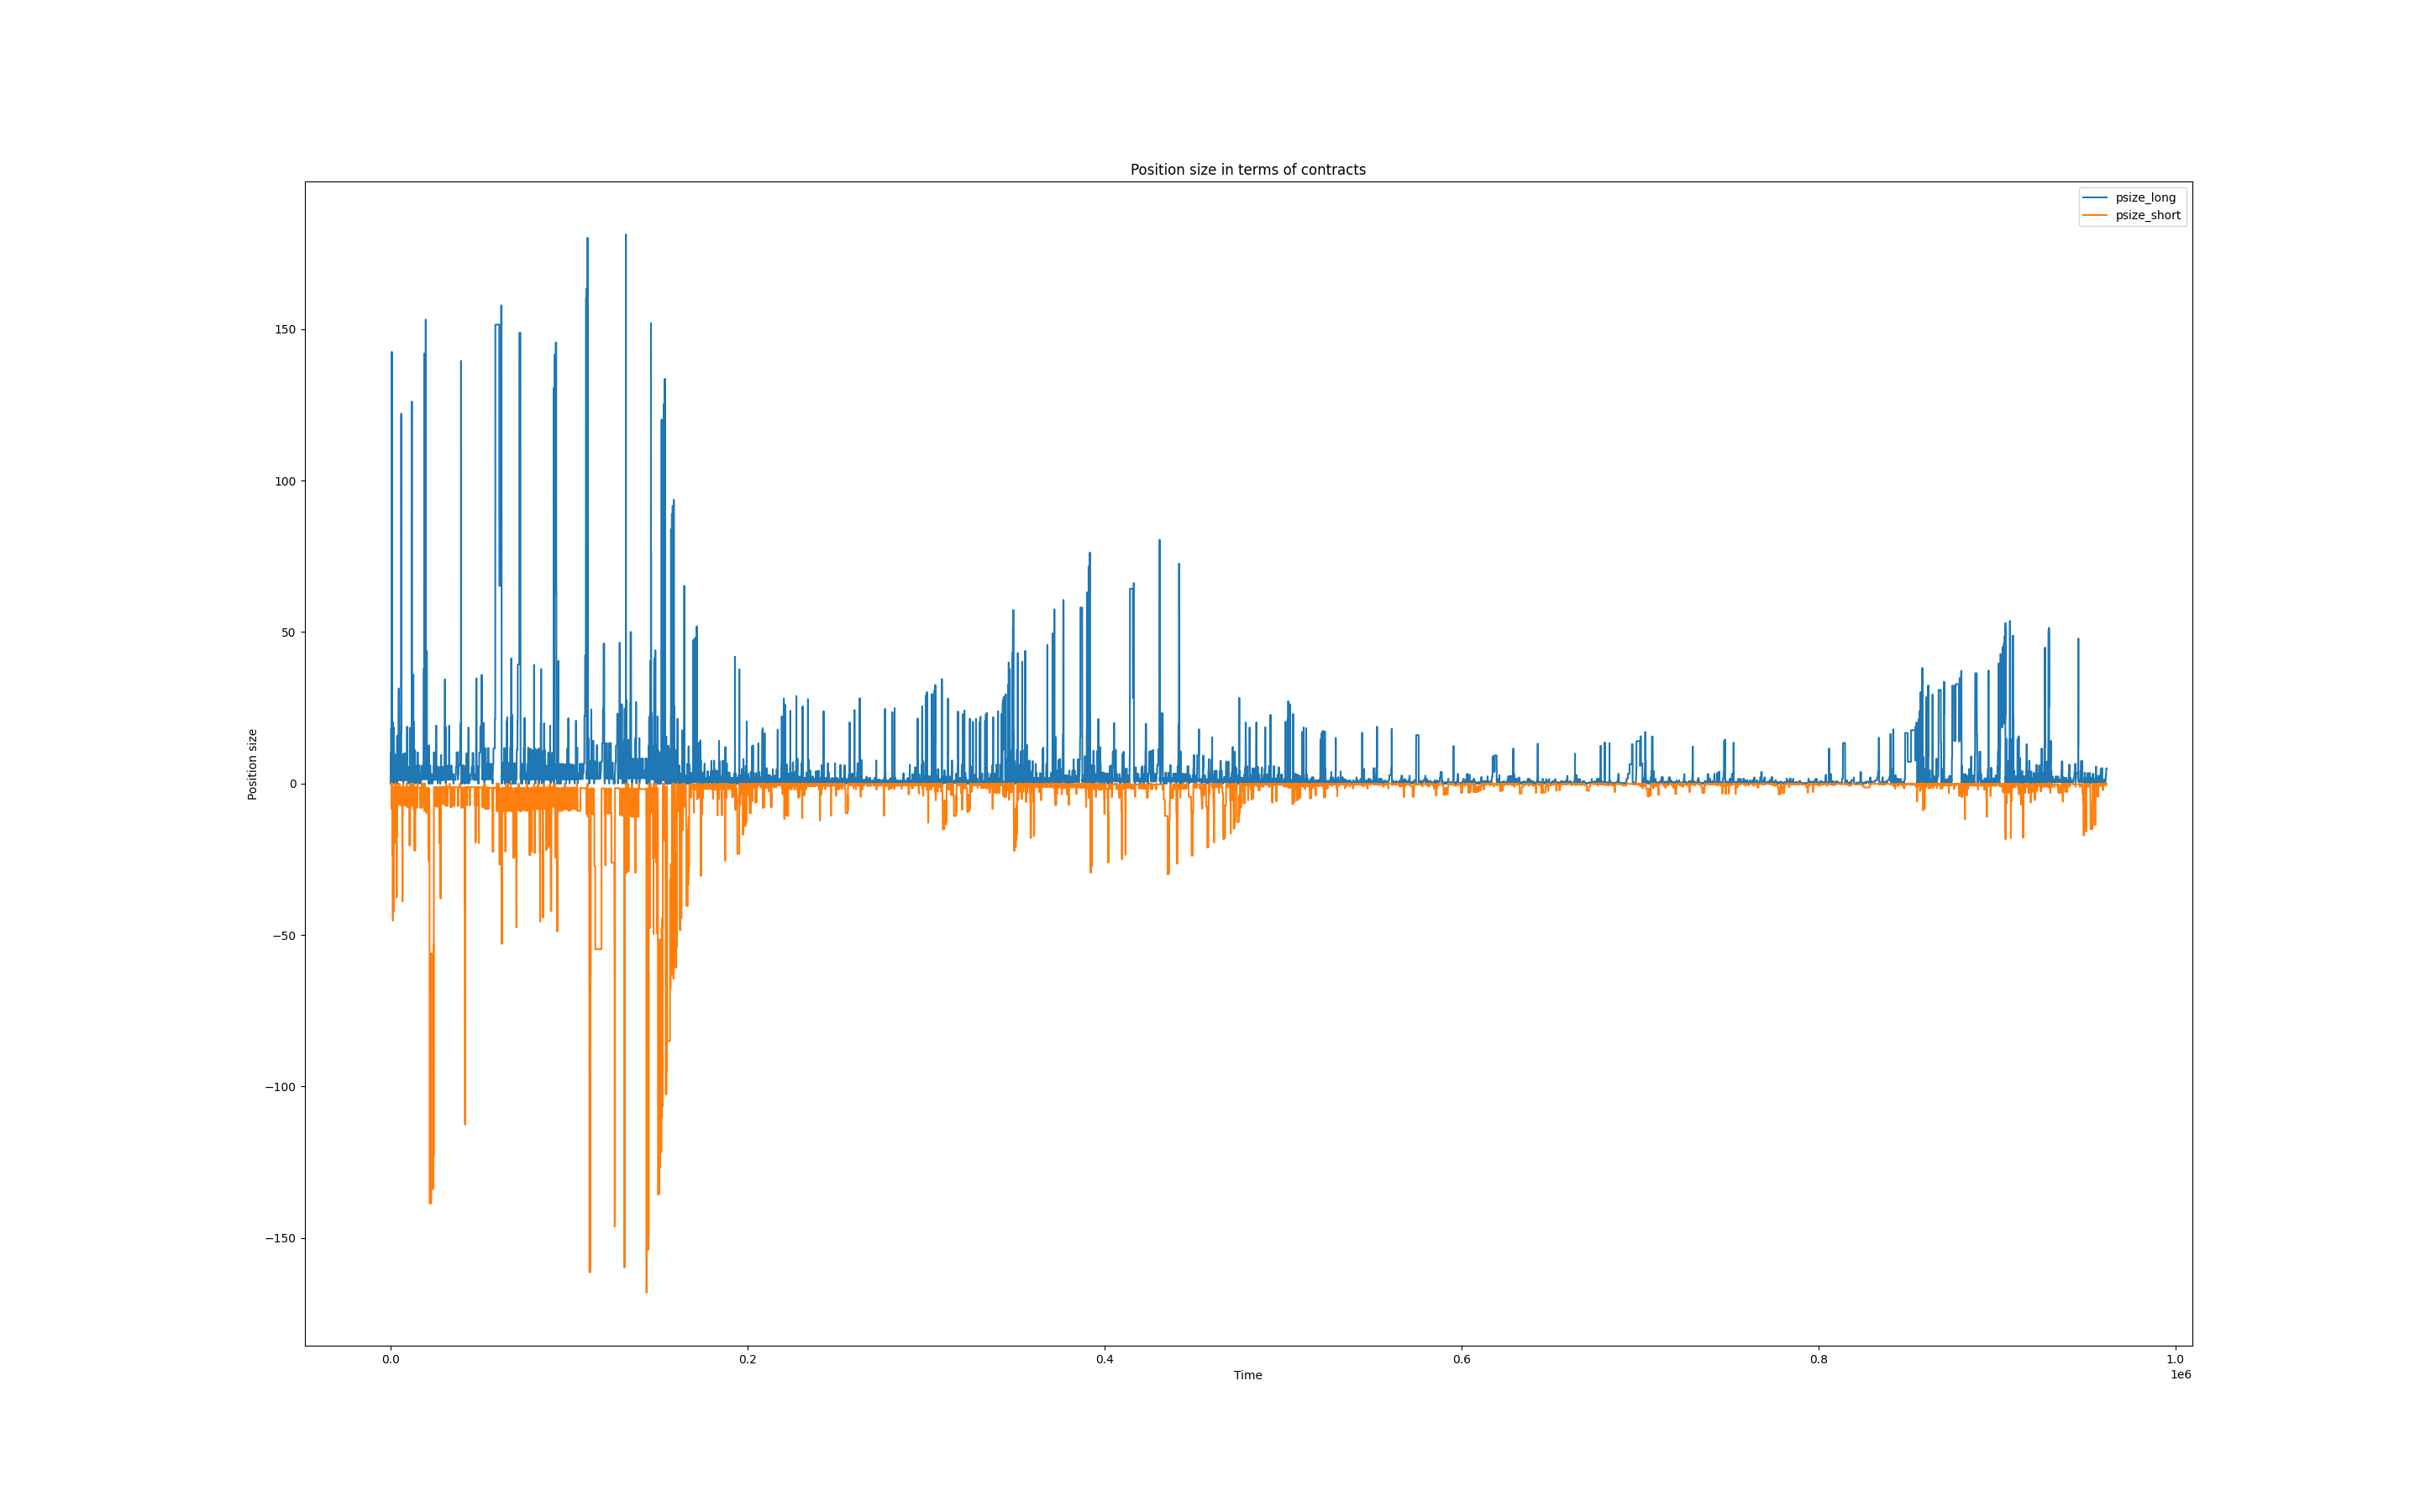 Position size in terms of contracts
psize_long
psize_short
150
100
50
0
−50
−100
−150
Position size
0.0
0.2
0.4
0.6
0.8
1.0
1e6
Time